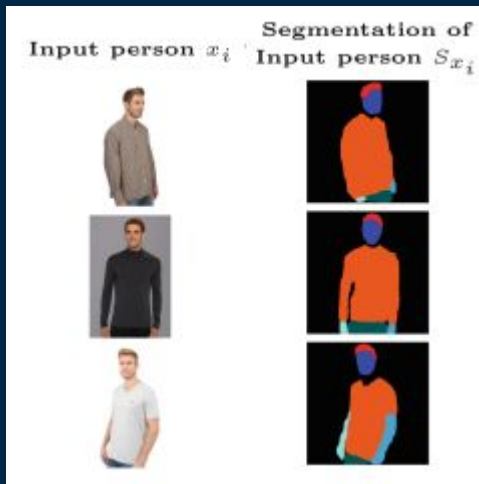 Input person x_i
Segmentation of
Input person S_{x_i}